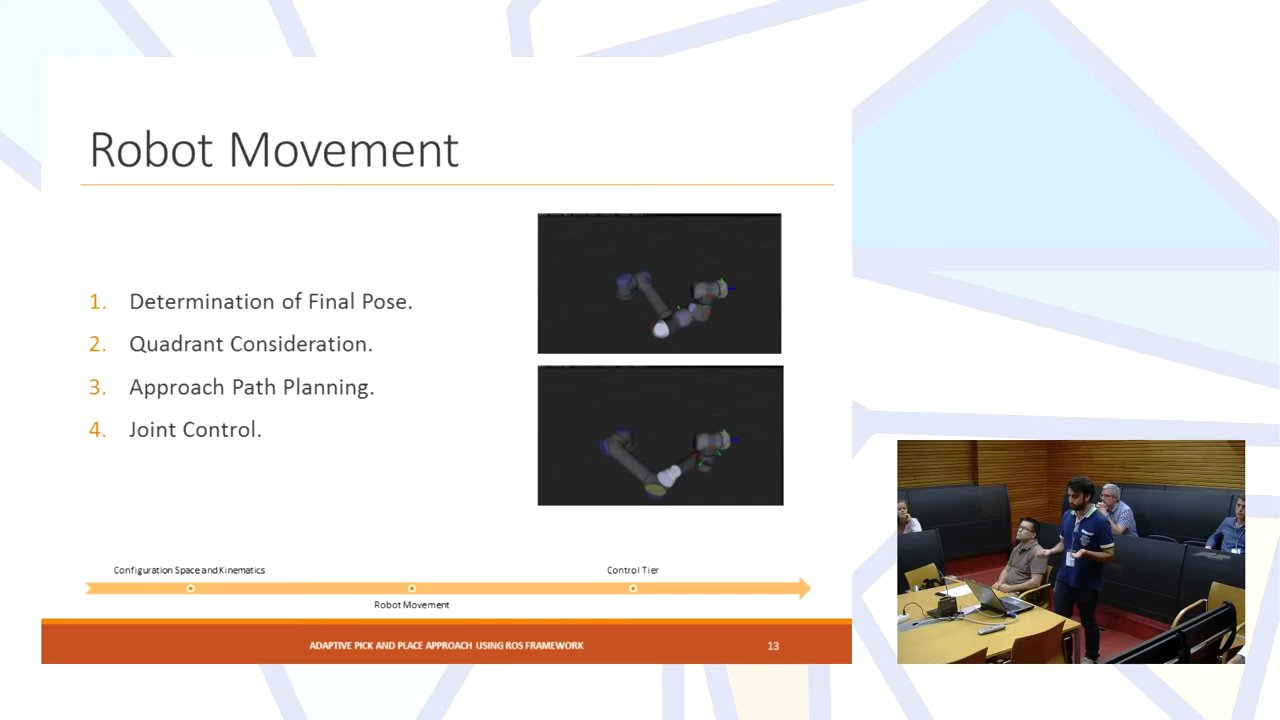 Robot Movement
1. Determination of Final Pose.
2. Quadrant Consideration.
3. Approach Path Planning.
4. Joint Control.
Configuration Space and Kinematics
Control Tier
Robot Movement
ADAPTIVE PICK AND PLACE APPROACH USING ROS FRAMEWORK
13